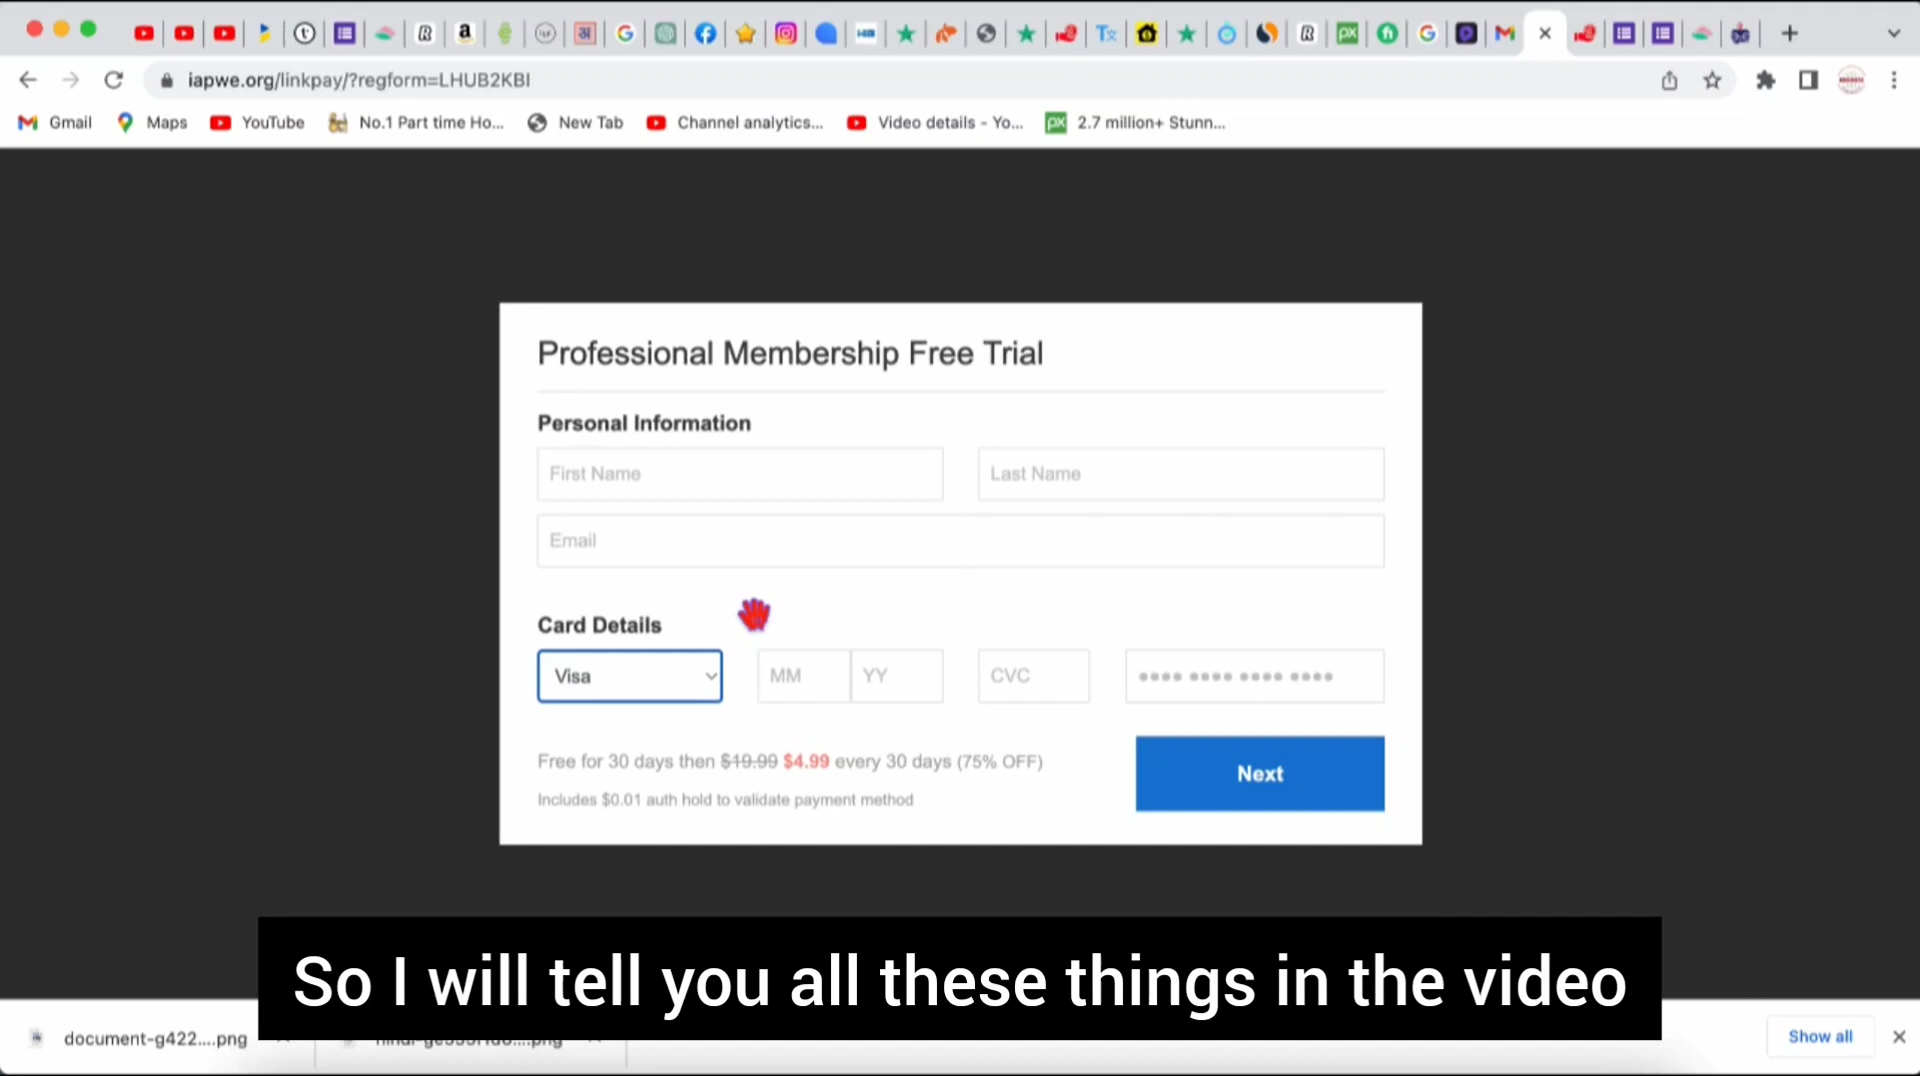 iapwe.org/linkpay/?regform=LHUB2KBI
Gmail Maps YouTube No.1 Part time Ho... New Tab Channel analytics... Video details - Yo... 2.7 million+ Stunn...
Professional Membership Free Trial
Personal Information
First Name Last Name
Email
Card Details
Visa MM YY CVC •••• •••• •••• ••••
Free for 30 days then $19.99 $4.99 every 30 days (75% OFF)
Includes $0.01 auth hold to validate payment method
Next
So I will tell you all these things in the video
document-g422....png
Show all